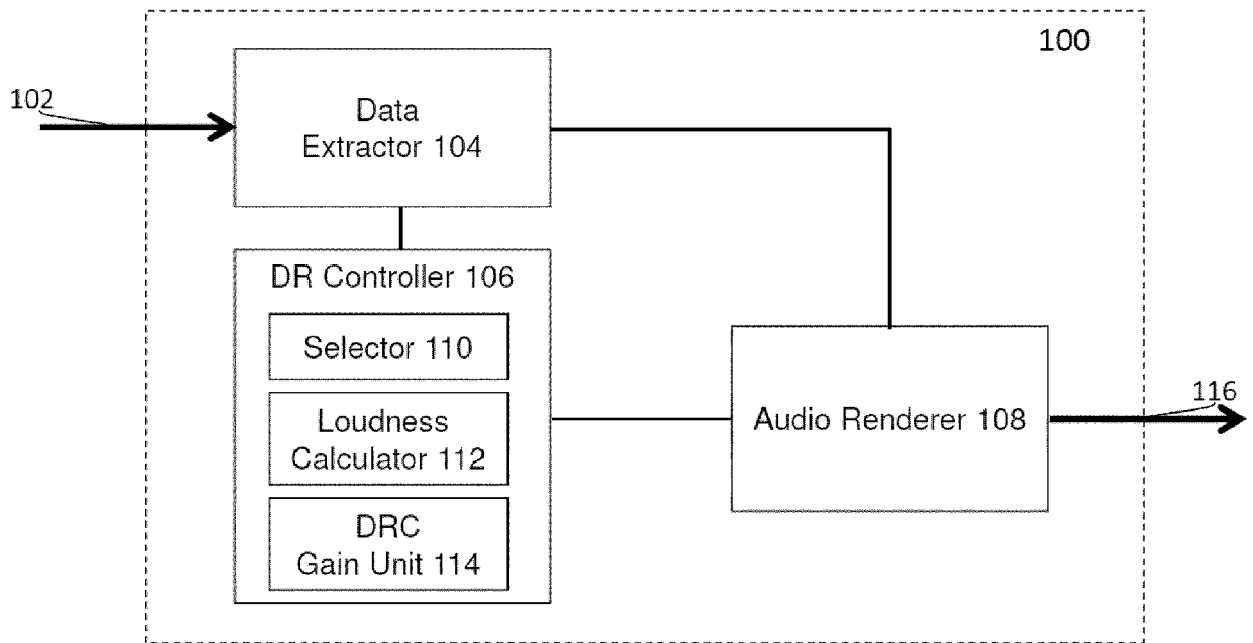 100
102
Data
Extractor 104
DR Controller 106
Selector 110
Loudness
Calculator 112
DRC
Gain Unit 114
Audio Renderer 108
116